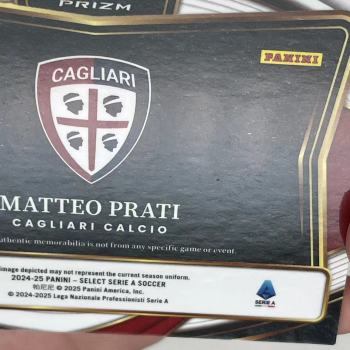 PRIZM
PANINI
CAGLIARI
MATTEO PRATI
CAGLIARI CALCIO
authentic memorabilia is not from any specific game or event.
image depicted may not represent the current season uniform.
2024-25 PANINI – SELECT SERIE A SOCCER
帕尼尼 © 2025 Panini America, Inc.
© 2024-2025 Lega Nazionale Professionisti Serie A
SERIE A